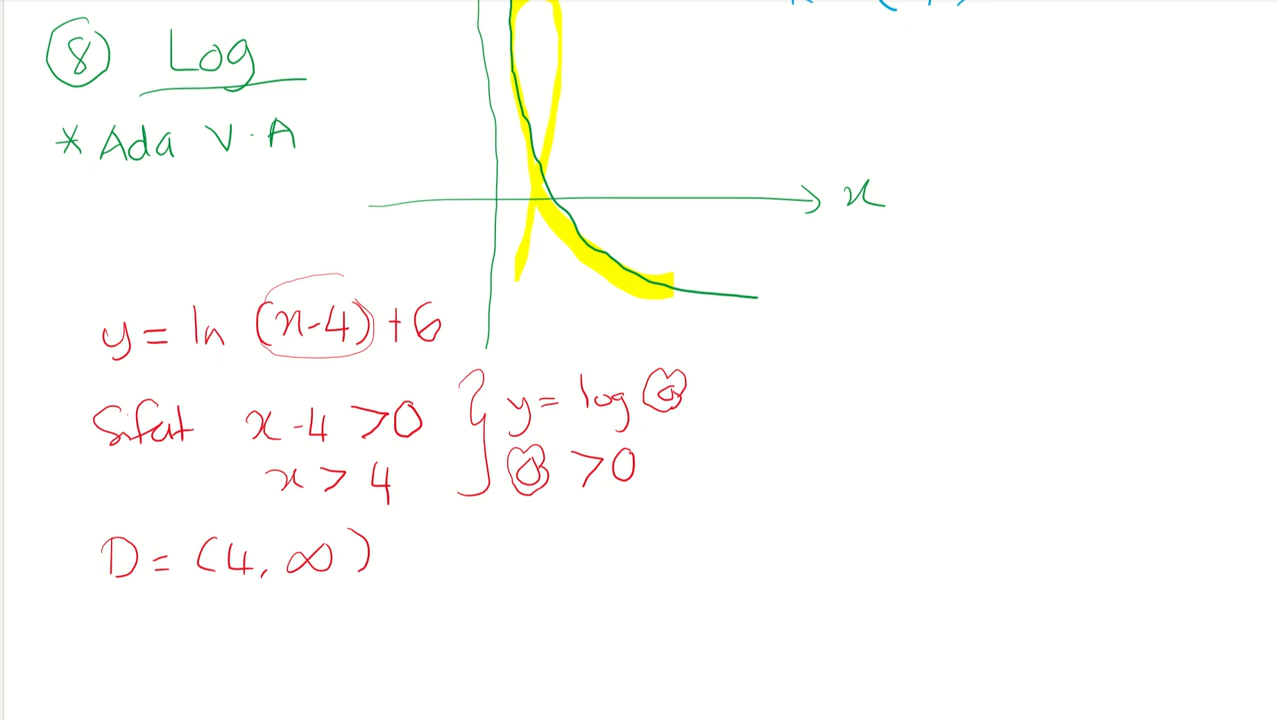 ⑧ Log
* Ada V.A
x
y = ln (x-4) + 6
Sifat x-4 >0
x > 4
y = log
>0
D = (4, ∞)